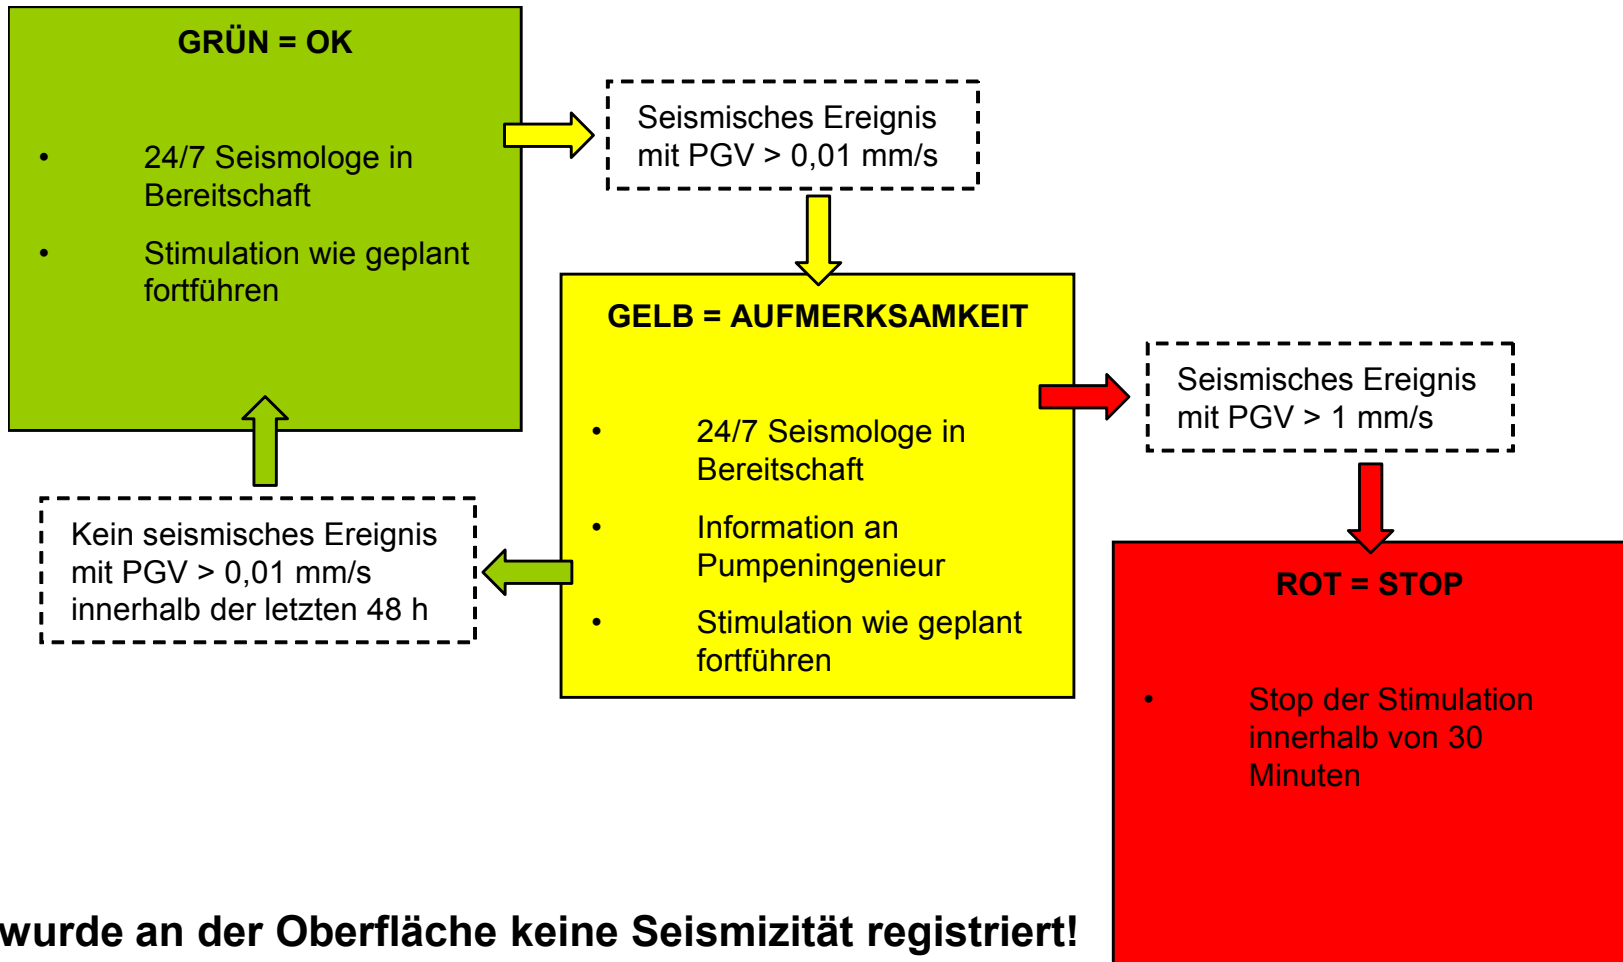 GRÜN = OK
• 24/7 Seismologe in
Bereitschaft
• Stimulation wie geplant
fortführen
Seismisches Ereignis
mit PGV > 0,01 mm/s
GELB = AUFMERKSAMKEIT
• 24/7 Seismologe in
Bereitschaft
• Information an
Pumpeningenieur
• Stimulation wie geplant
fortführen
Seismisches Ereignis
mit PGV > 1 mm/s
Kein seismisches Ereignis
mit PGV > 0,01 mm/s
innerhalb der letzten 48 h
ROT = STOP
• Stop der Stimulation
innerhalb von 30
Minuten
wurde an der Oberfläche keine Seismizität registriert!